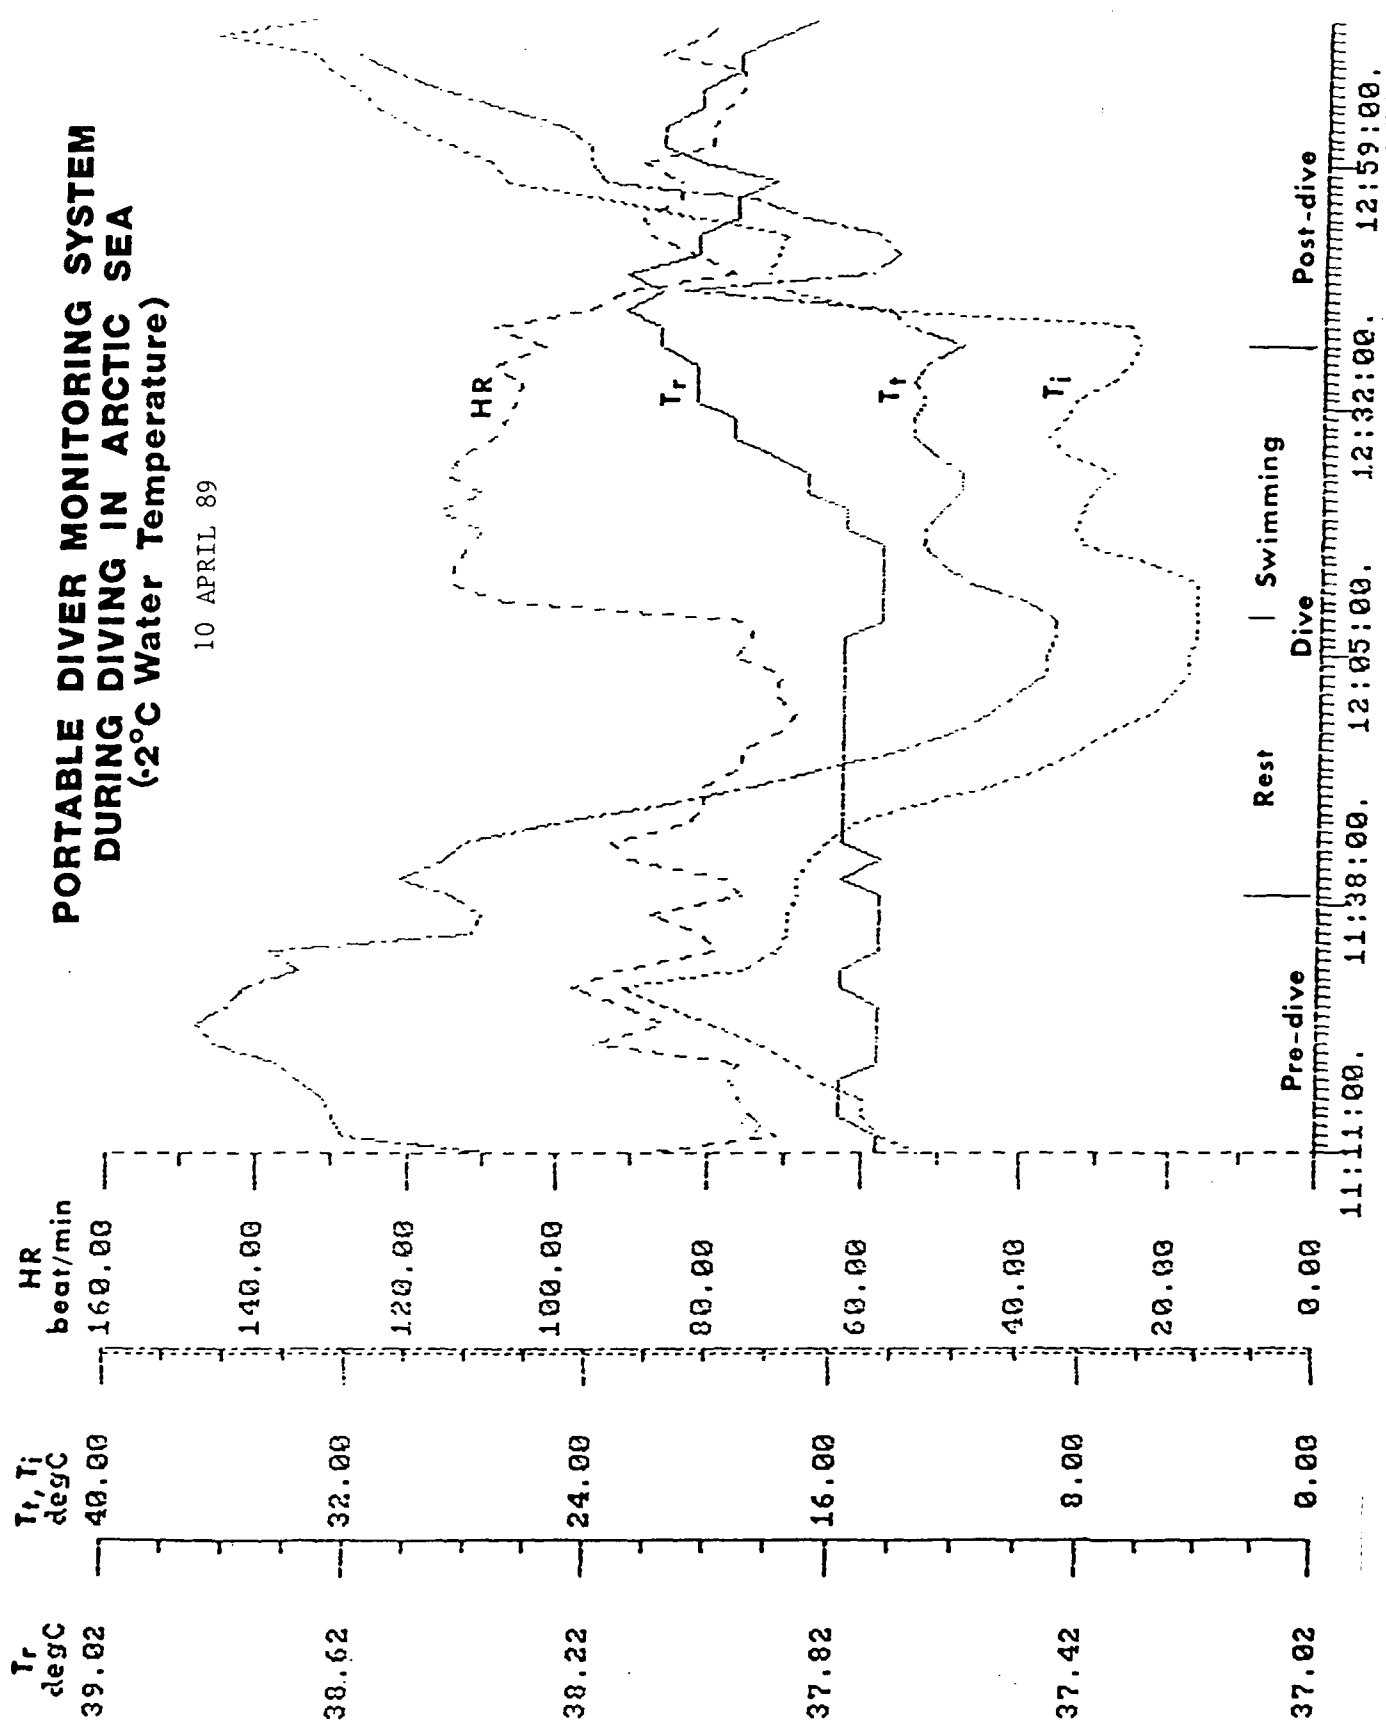 PORTABLE DIVER MONITORING SYSTEM
DURING DIVING IN ARCTIC SEA
(-2°C Water Temperature)
10 APRIL 89
Tr
degC
39.02
38.62
38.22
37.82
37.42
37.02
Tt, Ti
degC
40.00
32.00
24.00
16.00
8.00
0.00
HR
beat/min
160.00
140.00
120.00
100.00
80.00
60.00
40.00
20.00
0.00
HR
Tr
Tt
Ti
Pre-dive
Rest
Dive
Swimming
Post-dive
11:11:00.
11:38:00.
12:05:00.
12:32:00.
12:59:00.